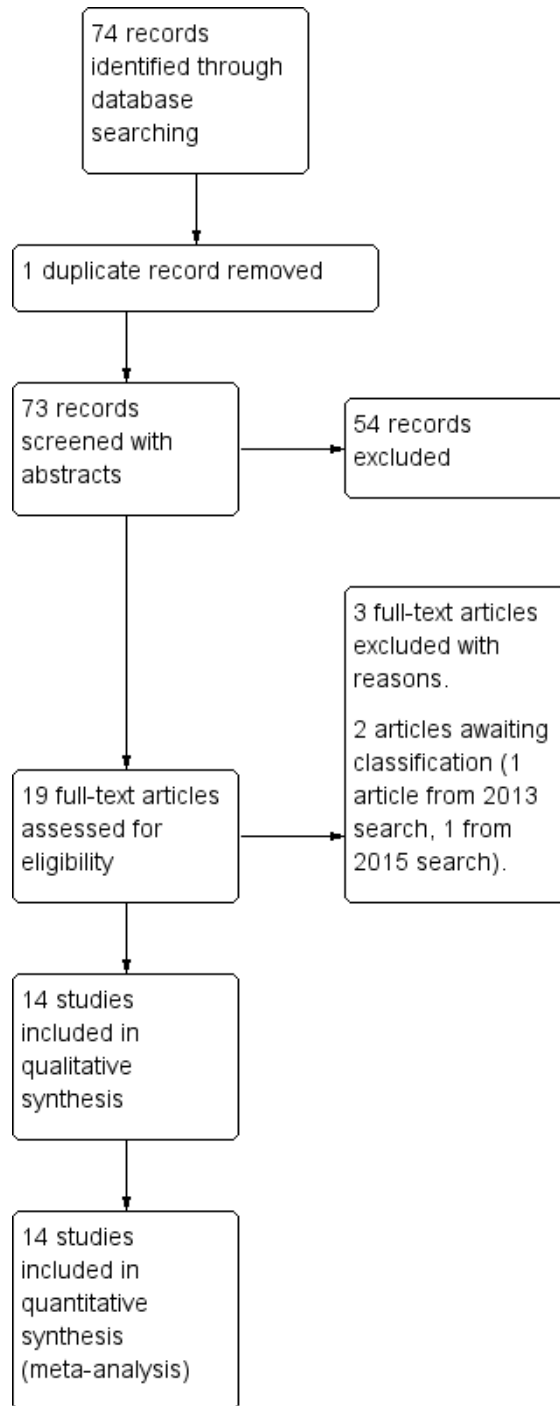 74 records
identified through
database
searching
1 duplicate record removed
73 records
screened with
abstracts
54 records
excluded
3 full-text articles
excluded with
reasons.
2 articles awaiting
classification (1
article from 2013
search, 1 from
2015 search).
19 full-text articles
assessed for
eligibility
14 studies
included in
qualitative
synthesis
14 studies
included in
quantitative
synthesis
(meta-analysis)